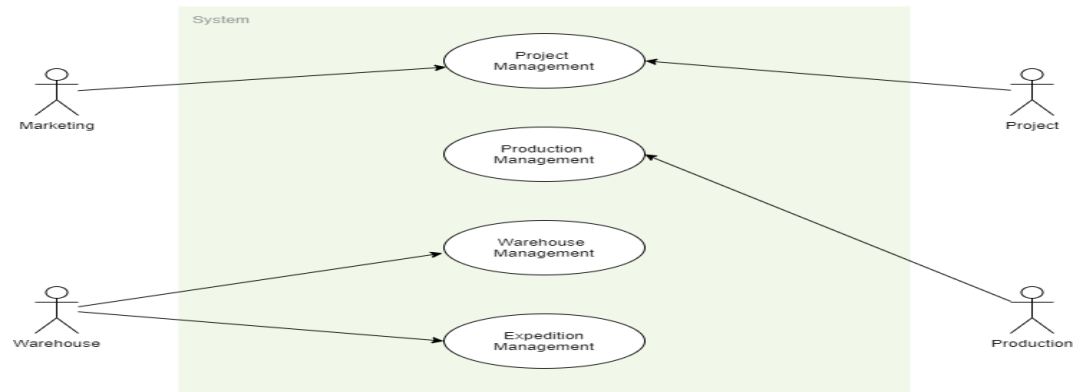 System
Project
Management
Marketing
Project
Production
Management
Warehouse
Management
Warehouse
Expedition
Management
Production